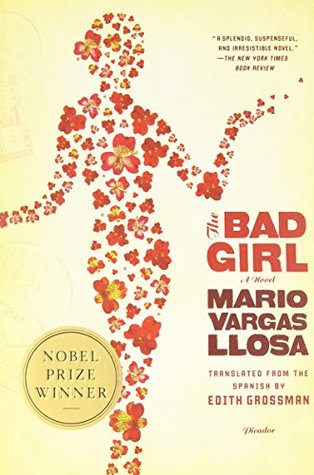 "A SPLENDID, SUSPENSEFUL,
AND IRRESISTIBLE NOVEL."
—THE NEW YORK TIMES
BOOK REVIEW
The
BAD
GIRL
A Novel
MARIO
VARGAS
LLOSA
TRANSLATED FROM THE
SPANISH BY
EDITH GROSSMAN
NOBEL
PRIZE
WINNER
Picador